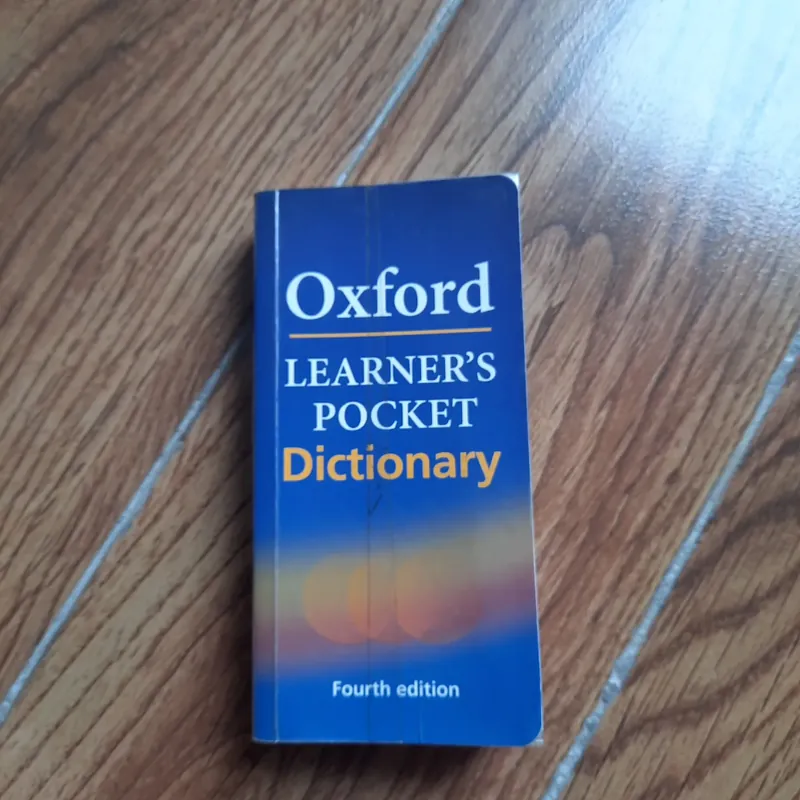 Oxford
LEARNER'S
POCKET
Dictionary
Fourth edition